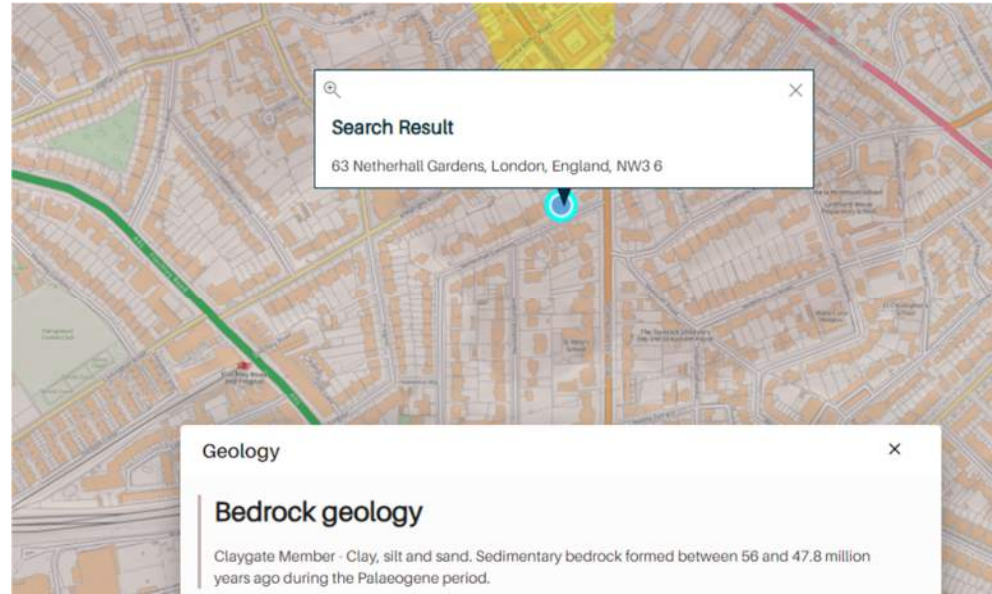 Search Result
63 Netherhall Gardens, London, England, NW3 6
Geology
Bedrock geology
Claygate Member - Clay, silt and sand. Sedimentary bedrock formed between 56 and 47.8 million
years ago during the Palaeogene period.